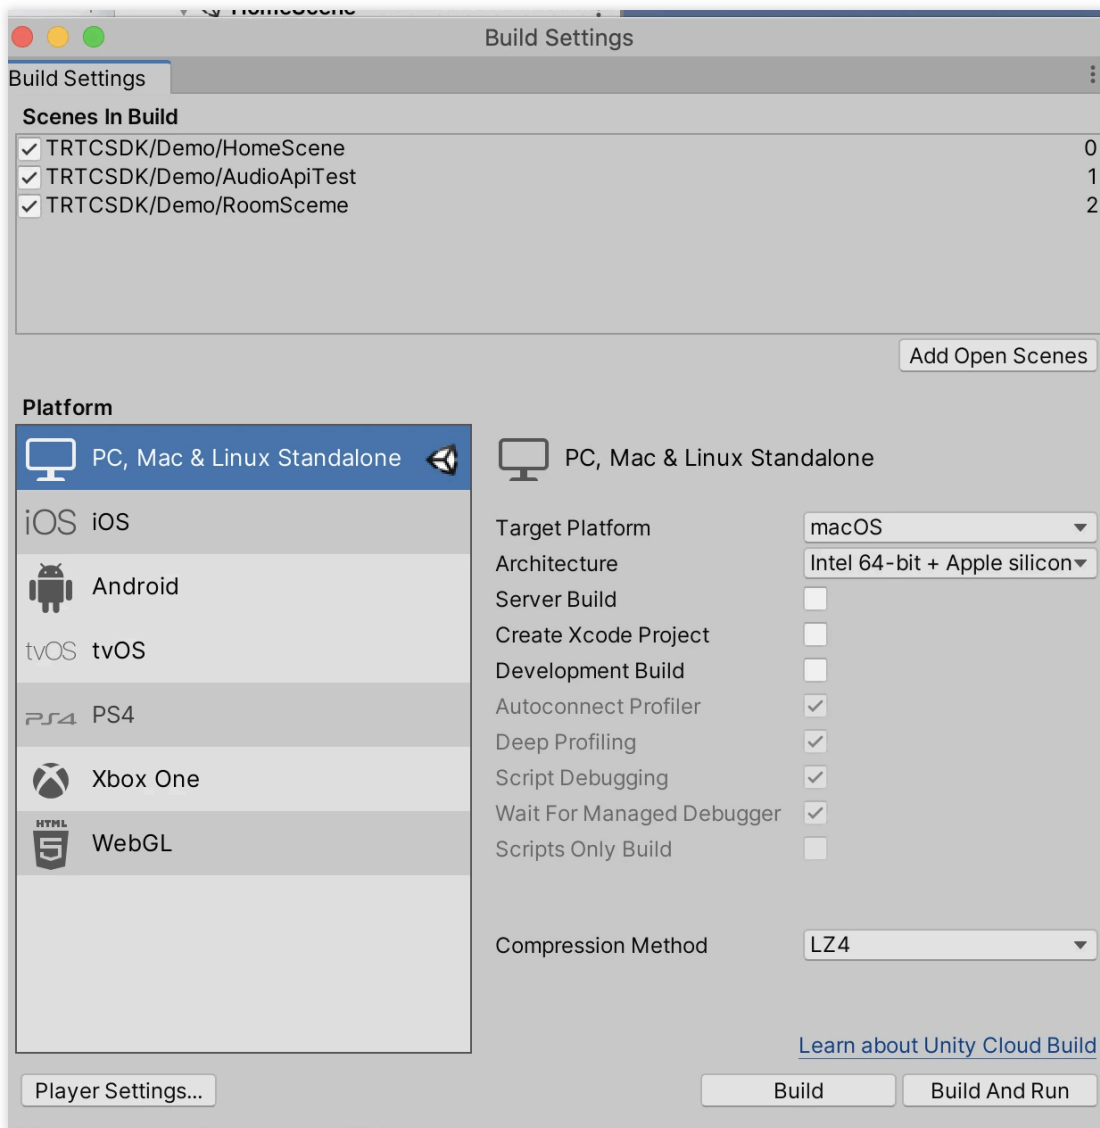 HomeScene
Build Settings
Build Settings
Scenes In Build
TRTCSDK/Demo/HomeScene 0
TRTCSDK/Demo/AudioApiTest 1
TRTCSDK/Demo/RoomSceme 2
Add Open Scenes
Platform
PC, Mac & Linux Standalone
iOS iOS
Android
tvOS tvOS
PS4 PS4
Xbox One
HTML
5
WebGL
PC, Mac & Linux Standalone
Target Platform macOS
Architecture Intel 64-bit + Apple silicon
Server Build
Create Xcode Project
Development Build
Autoconnect Profiler
Deep Profiling
Script Debugging
Wait For Managed Debugger
Scripts Only Build
Compression Method LZ4
Learn about Unity Cloud Build
Player Settings...
Build
Build And Run